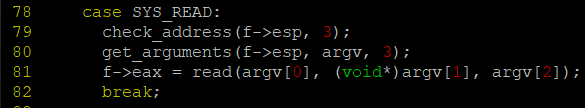 78 case SYS_READ:
79 check_address(f->esp, 3);
80 get_arguments(f->esp, argv, 3);
81 f->eax = read(argv[0], (void*)argv[1], argv[2]);
82 break;